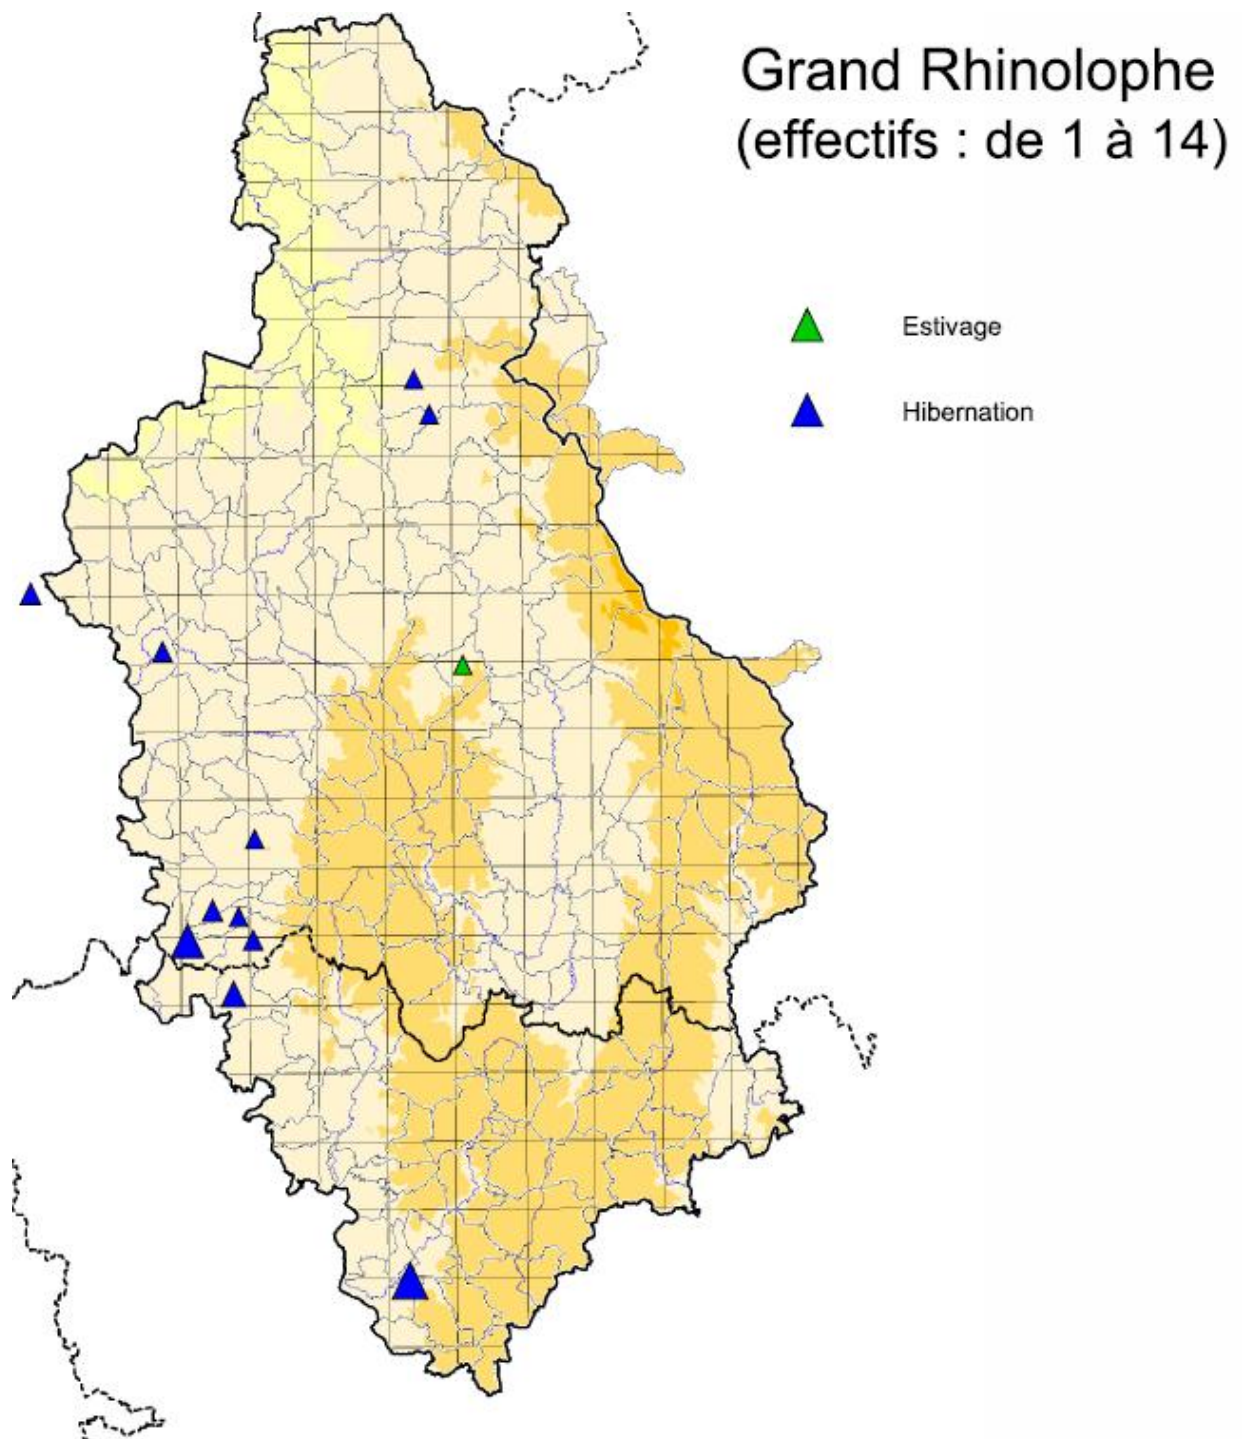 Grand Rhinolophe
(effectifs : de 1 à 14)
Estivage
Hibernation